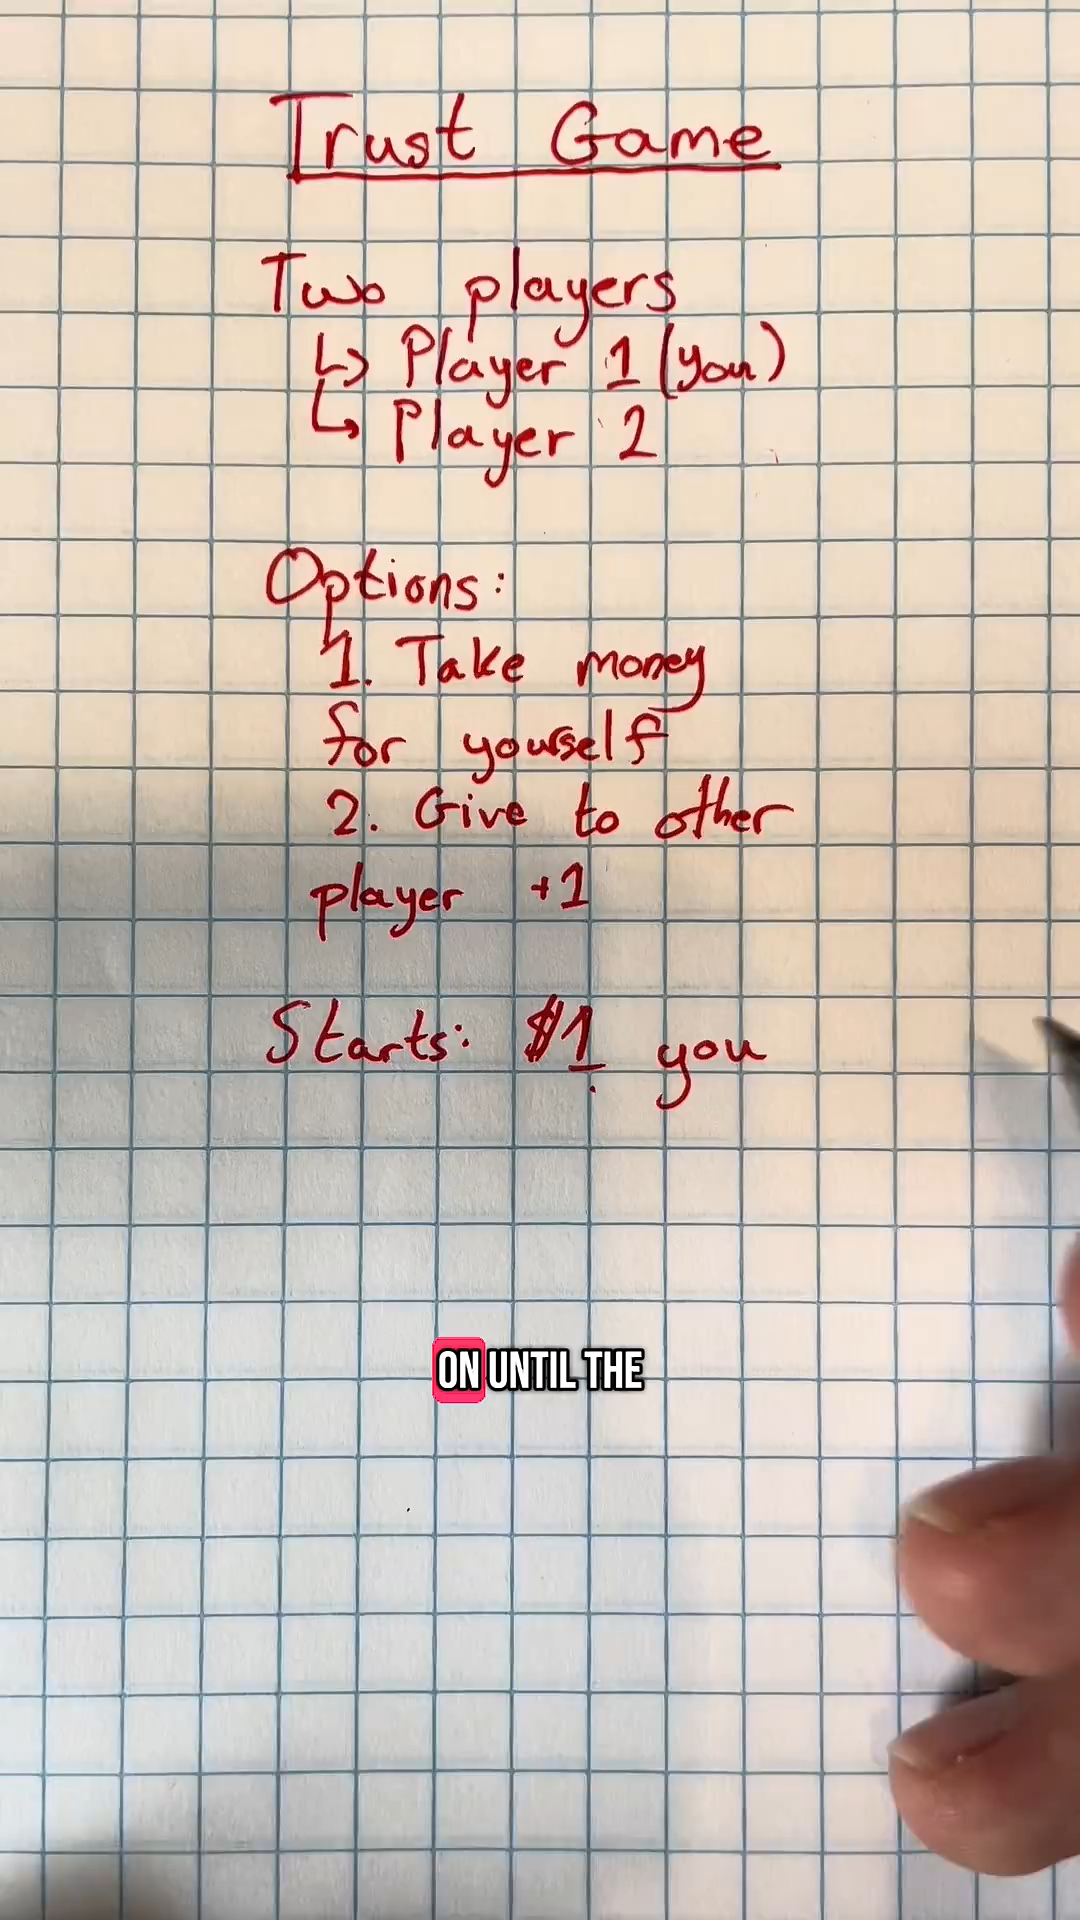 Trust Game
Two players
↳ Player 1 (you)
↳ Player 2
Options:
1. Take money
for yourself
2. Give to other
player +1
Starts: $1 you
ON UNTIL THE